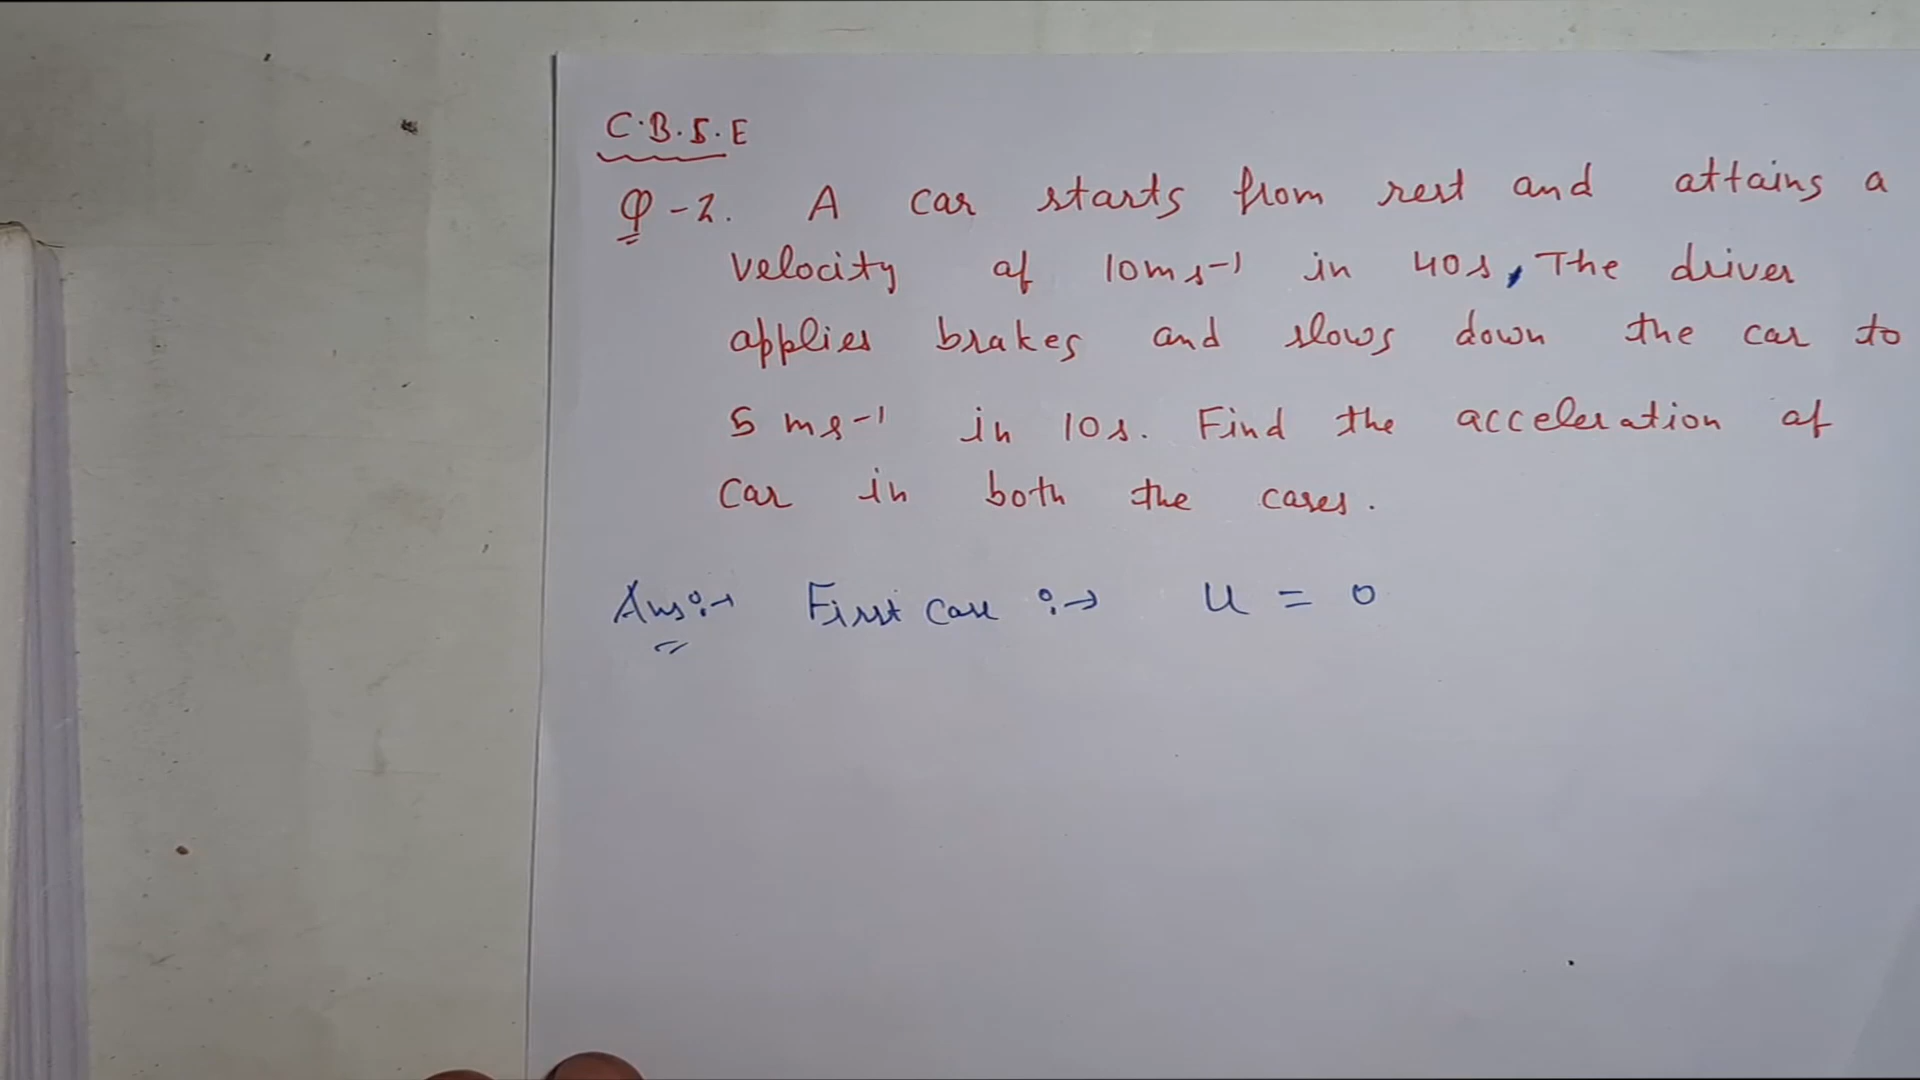 C.B.S.E
Q-2. A car starts from rest and attains a
velocity of 10ms-1 in 40s, The driver
applies brakes and slows down the car to
5 ms-1 in 10s. Find the acceleration of
Car in both the cases.
Ans:→ First case :→ u = 0